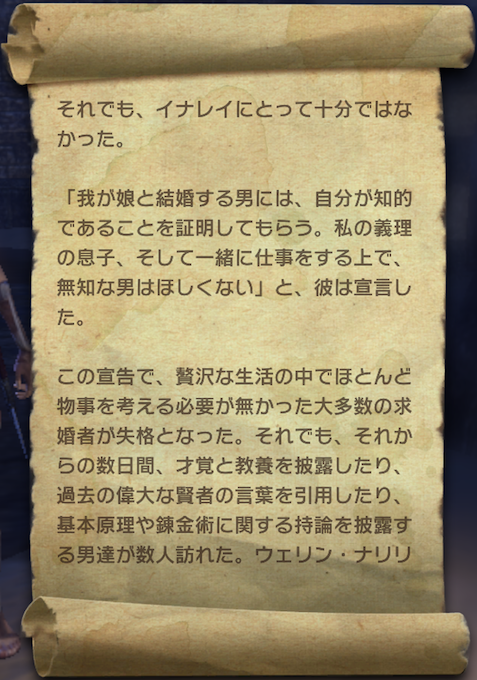 それでも、イナレイにとって十分ではな
かった。
「我が娘と結婚する男には、自分が知的
であることを証明してもらう。私の義理
の息子、そして一緒に仕事をする上で、
無知な男はほしくない」と、彼は宣言し
た。
この宣告で、贅沢な生活の中でほとんど
物事を考える必要が無かった大多数の求
婚者が失格となった。それでも、それか
らの数日間、才覚と教養を披露したり、
過去の偉大な賢者の言葉を引用したり、
基本原理や錬金術に関する持論を披露す
る男達が数人訪れた。ウェリン・ナリリ